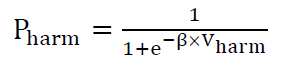 P_harm = 1 / (1+e^(−β×V_harm))